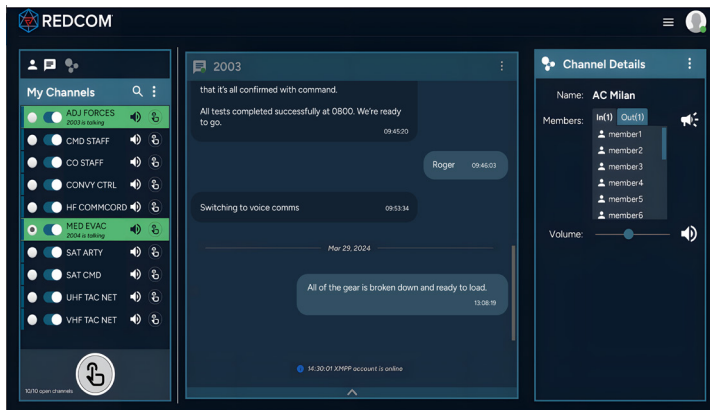 REDCOM
My Channels
ADJ FORCES
2003 is talking
CMD STAFF
CO STAFF
CONVY CTRL
HF COMMCORD
MED EVAC
2004 is talking
SAT ARTY
SAT CMD
UHF TAC NET
VHF TAC NET
10/10 open channels
2003
that it's all confirmed with command.
All tests completed successfully at 0800. We're ready
to go.
09:45:20
Roger 09:46:03
Switching to voice comms 09:53:34
Mar 29, 2024
All of the gear is broken down and ready to load.
13:08:19
14:30:01 XMPP account is online
Channel Details
Name: AC Milan
Members: In(1) Out(1)
member1
member2
member3
member4
member5
member6
Volume: